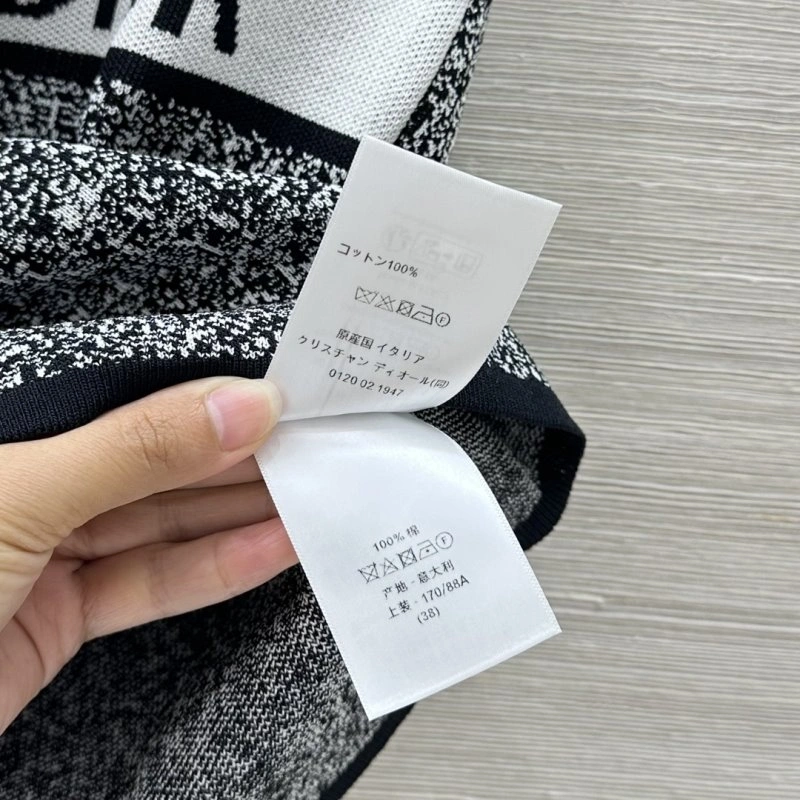 コットン100%
F
原産国 イタリア
クリスチャン ディオール(同)
0120 02 1947
100% 棉
F
产地 - 意大利
上装 - 170/88A
(38)